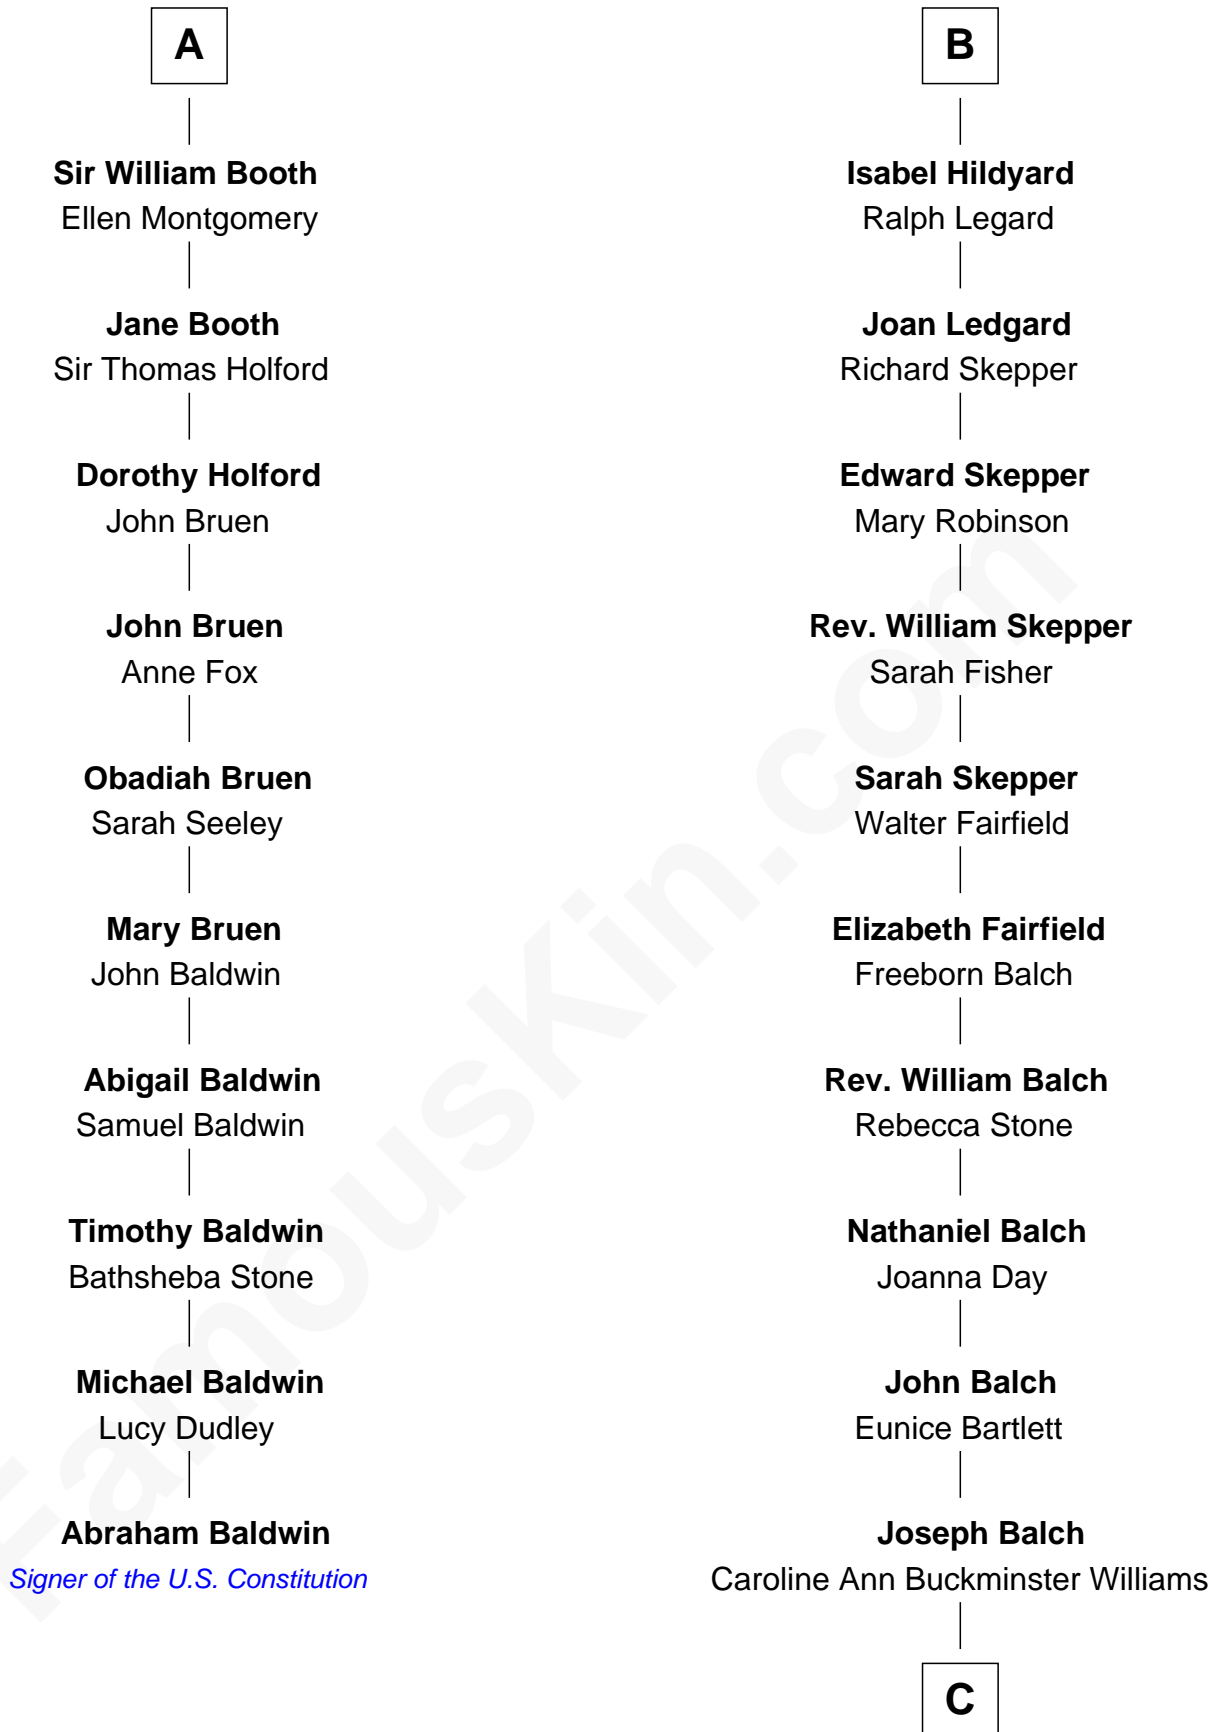 A
Sir William Booth
Ellen Montgomery
Jane Booth
Sir Thomas Holford
Dorothy Holford
John Bruen
John Bruen
Anne Fox
Obadiah Bruen
Sarah Seeley
Mary Bruen
John Baldwin
Abigail Baldwin
Samuel Baldwin
Timothy Baldwin
Bathsheba Stone
Michael Baldwin
Lucy Dudley
Abraham Baldwin
Signer of the U.S. Constitution
B
Isabel Hildyard
Ralph Legard
Joan Ledgard
Richard Skepper
Edward Skepper
Mary Robinson
Rev. William Skepper
Sarah Fisher
Sarah Skepper
Walter Fairfield
Elizabeth Fairfield
Freeborn Balch
Rev. William Balch
Rebecca Stone
Nathaniel Balch
Joanna Day
John Balch
Eunice Bartlett
Joseph Balch
Caroline Ann Buckminster Williams
C
FamousKin.com